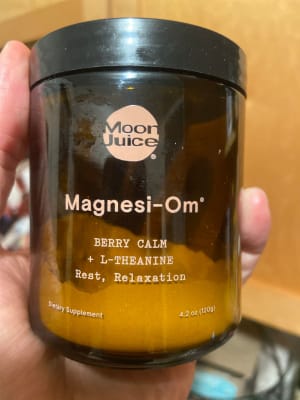 Moon
Juice®
Magnesi-Om®
BERRY CALM
+ L-THEANINE
Rest, Relaxation
Dietary Supplement
4.2 oz (120g)